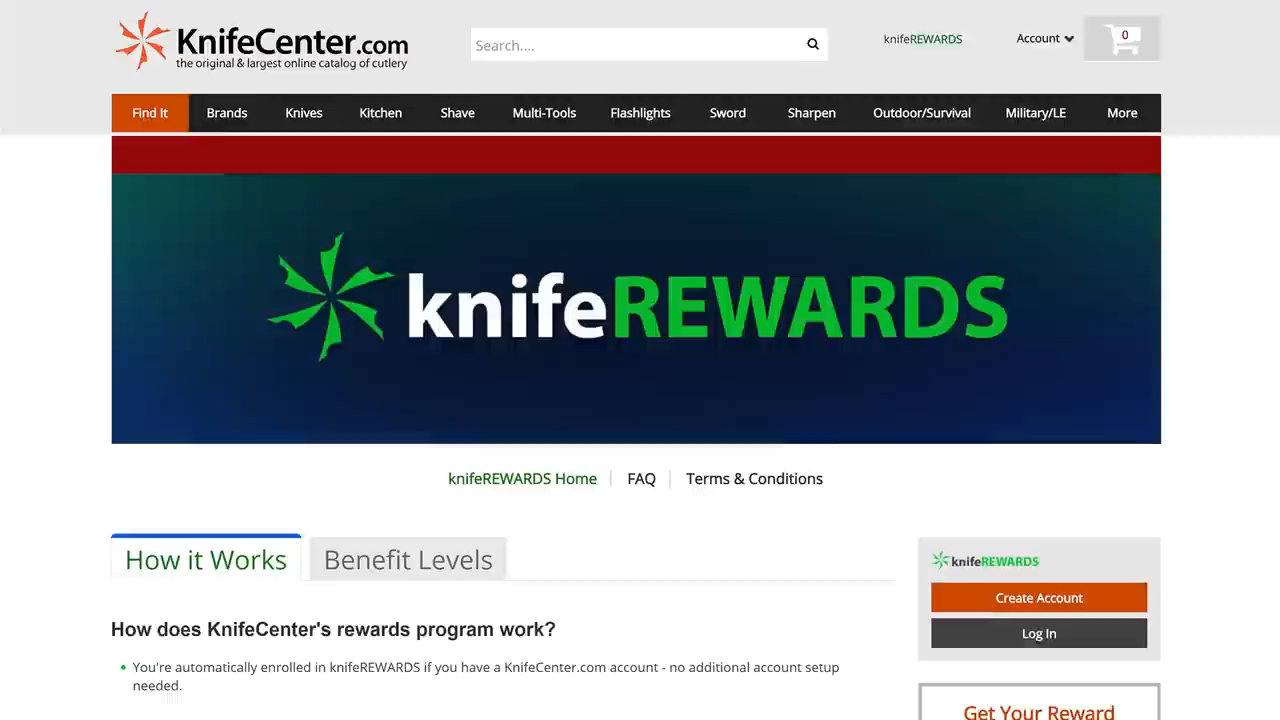 KnifeCenter.com
the original & largest online catalog of cutlery
Search....
knifeREWARDS
Account
0
Find It
Brands
Knives
Kitchen
Shave
Multi-Tools
Flashlights
Sword
Sharpen
Outdoor/Survival
Military/LE
More
knifeREWARDS
knifeREWARDS Home
FAQ
Terms & Conditions
How it Works
Benefit Levels
How does KnifeCenter's rewards program work?
You're automatically enrolled in knifeREWARDS if you have a KnifeCenter.com account - no additional account setup
needed.
knifeREWARDS
Create Account
Log In
Get Your Reward